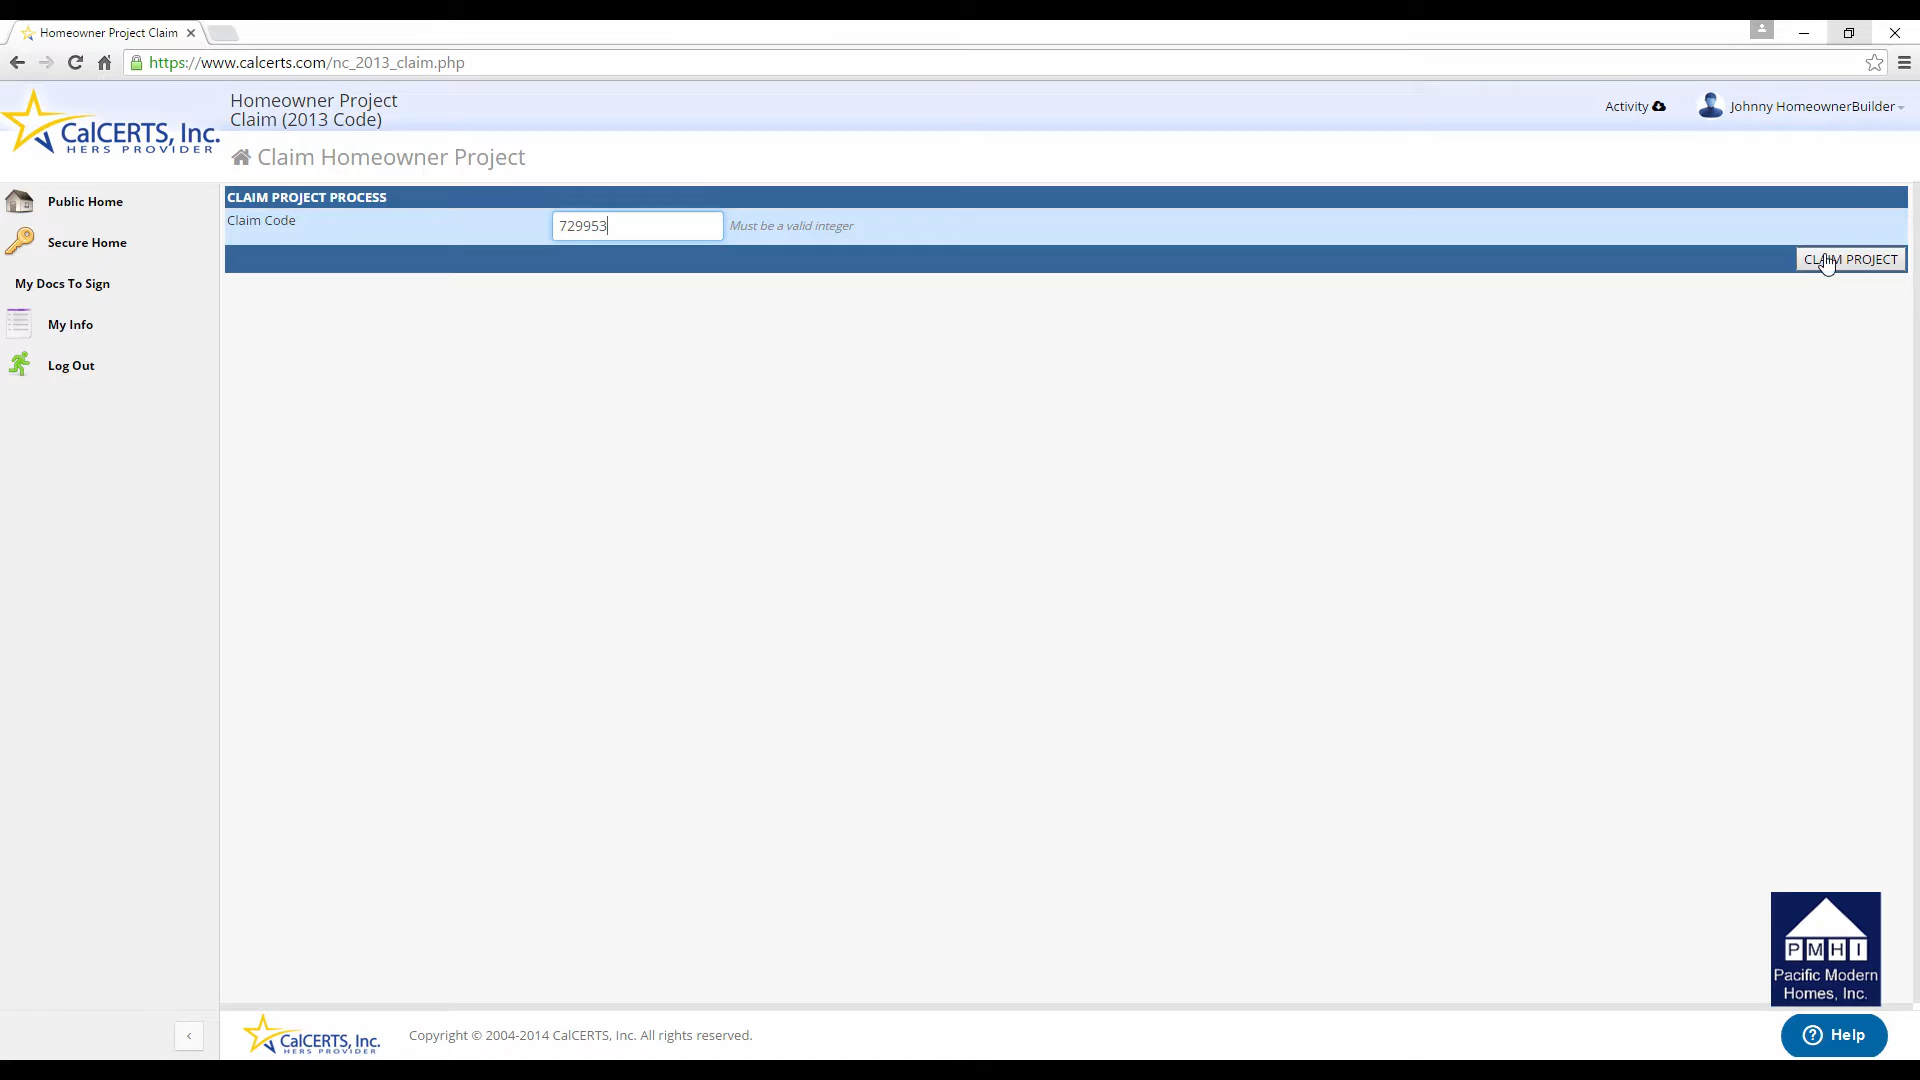 Homeowner Project Claim
https://www.calcerts.com/nc_2013_claim.php
CalCERTS, Inc.
HERS PROVIDER
Homeowner Project
Claim (2013 Code)
Activity
Johnny HomeownerBuilder
Claim Homeowner Project
Public Home
Secure Home
My Docs To Sign
My Info
Log Out
CLAIM PROJECT PROCESS
Claim Code
729953
Must be a valid integer
CLAIM PROJECT
PMHI
Pacific Modern
Homes, Inc.
CalCERTS, Inc.
HERS PROVIDER
Copyright © 2004-2014 CalCERTS, Inc. All rights reserved.
Help